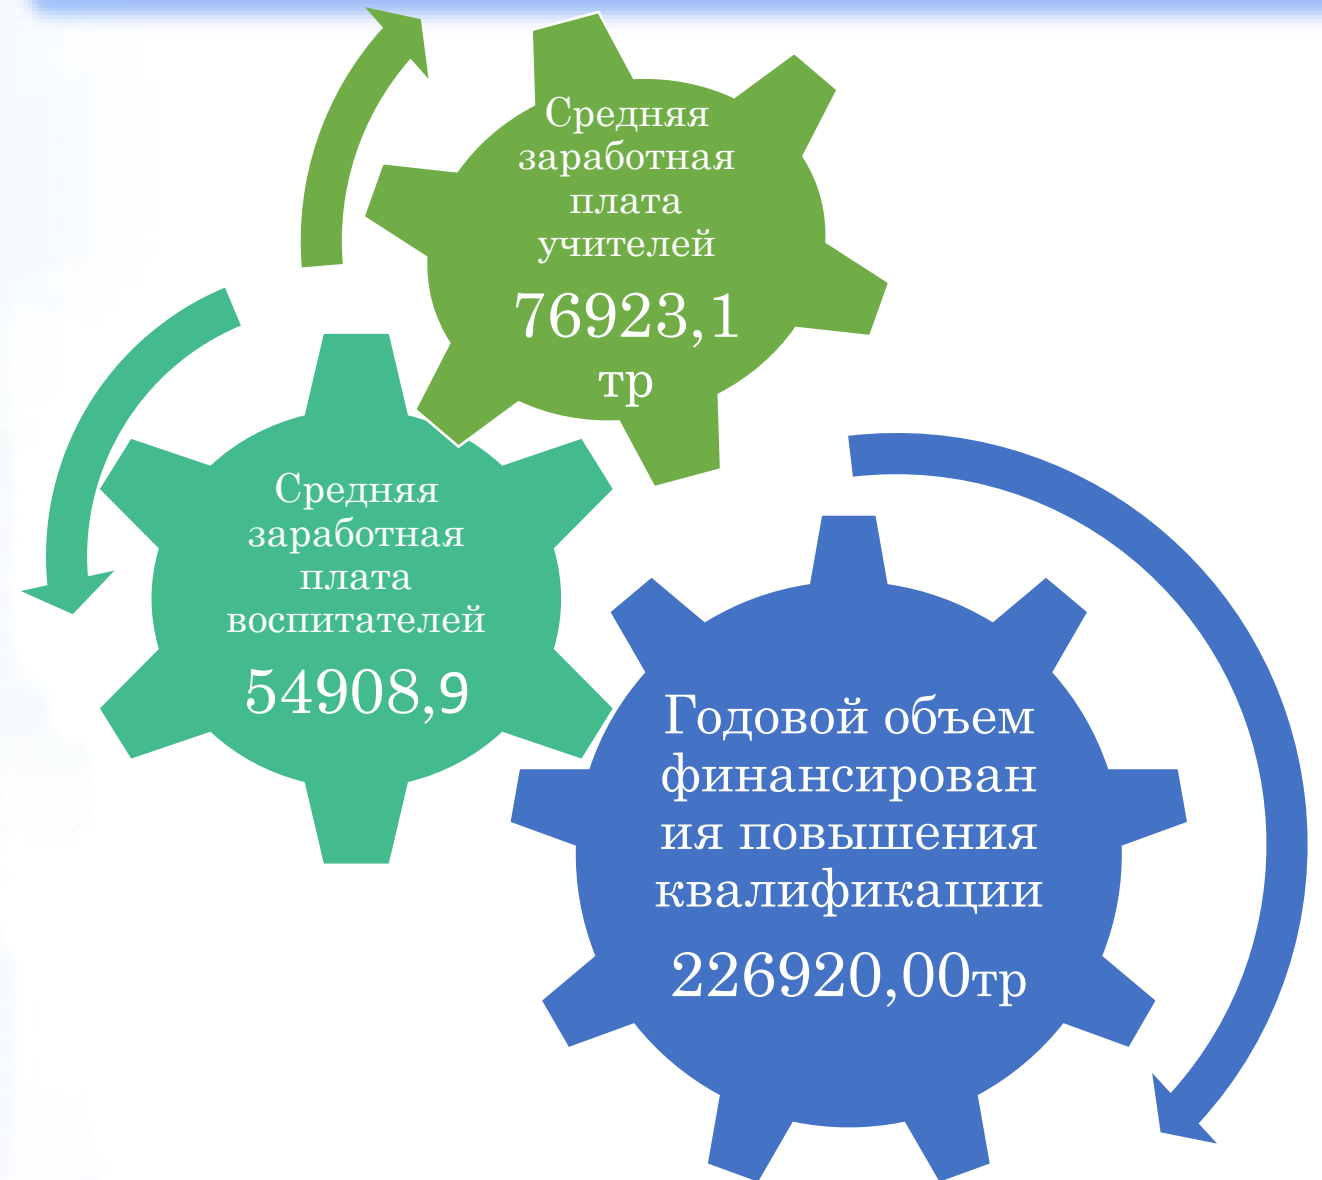 Средняя
заработная
плата
учителей
76923,1
тр
Средняя
заработная
плата
воспитателей
54908,9
Годовой объем
финансирован
ия повышения
квалификации
226920,00тр